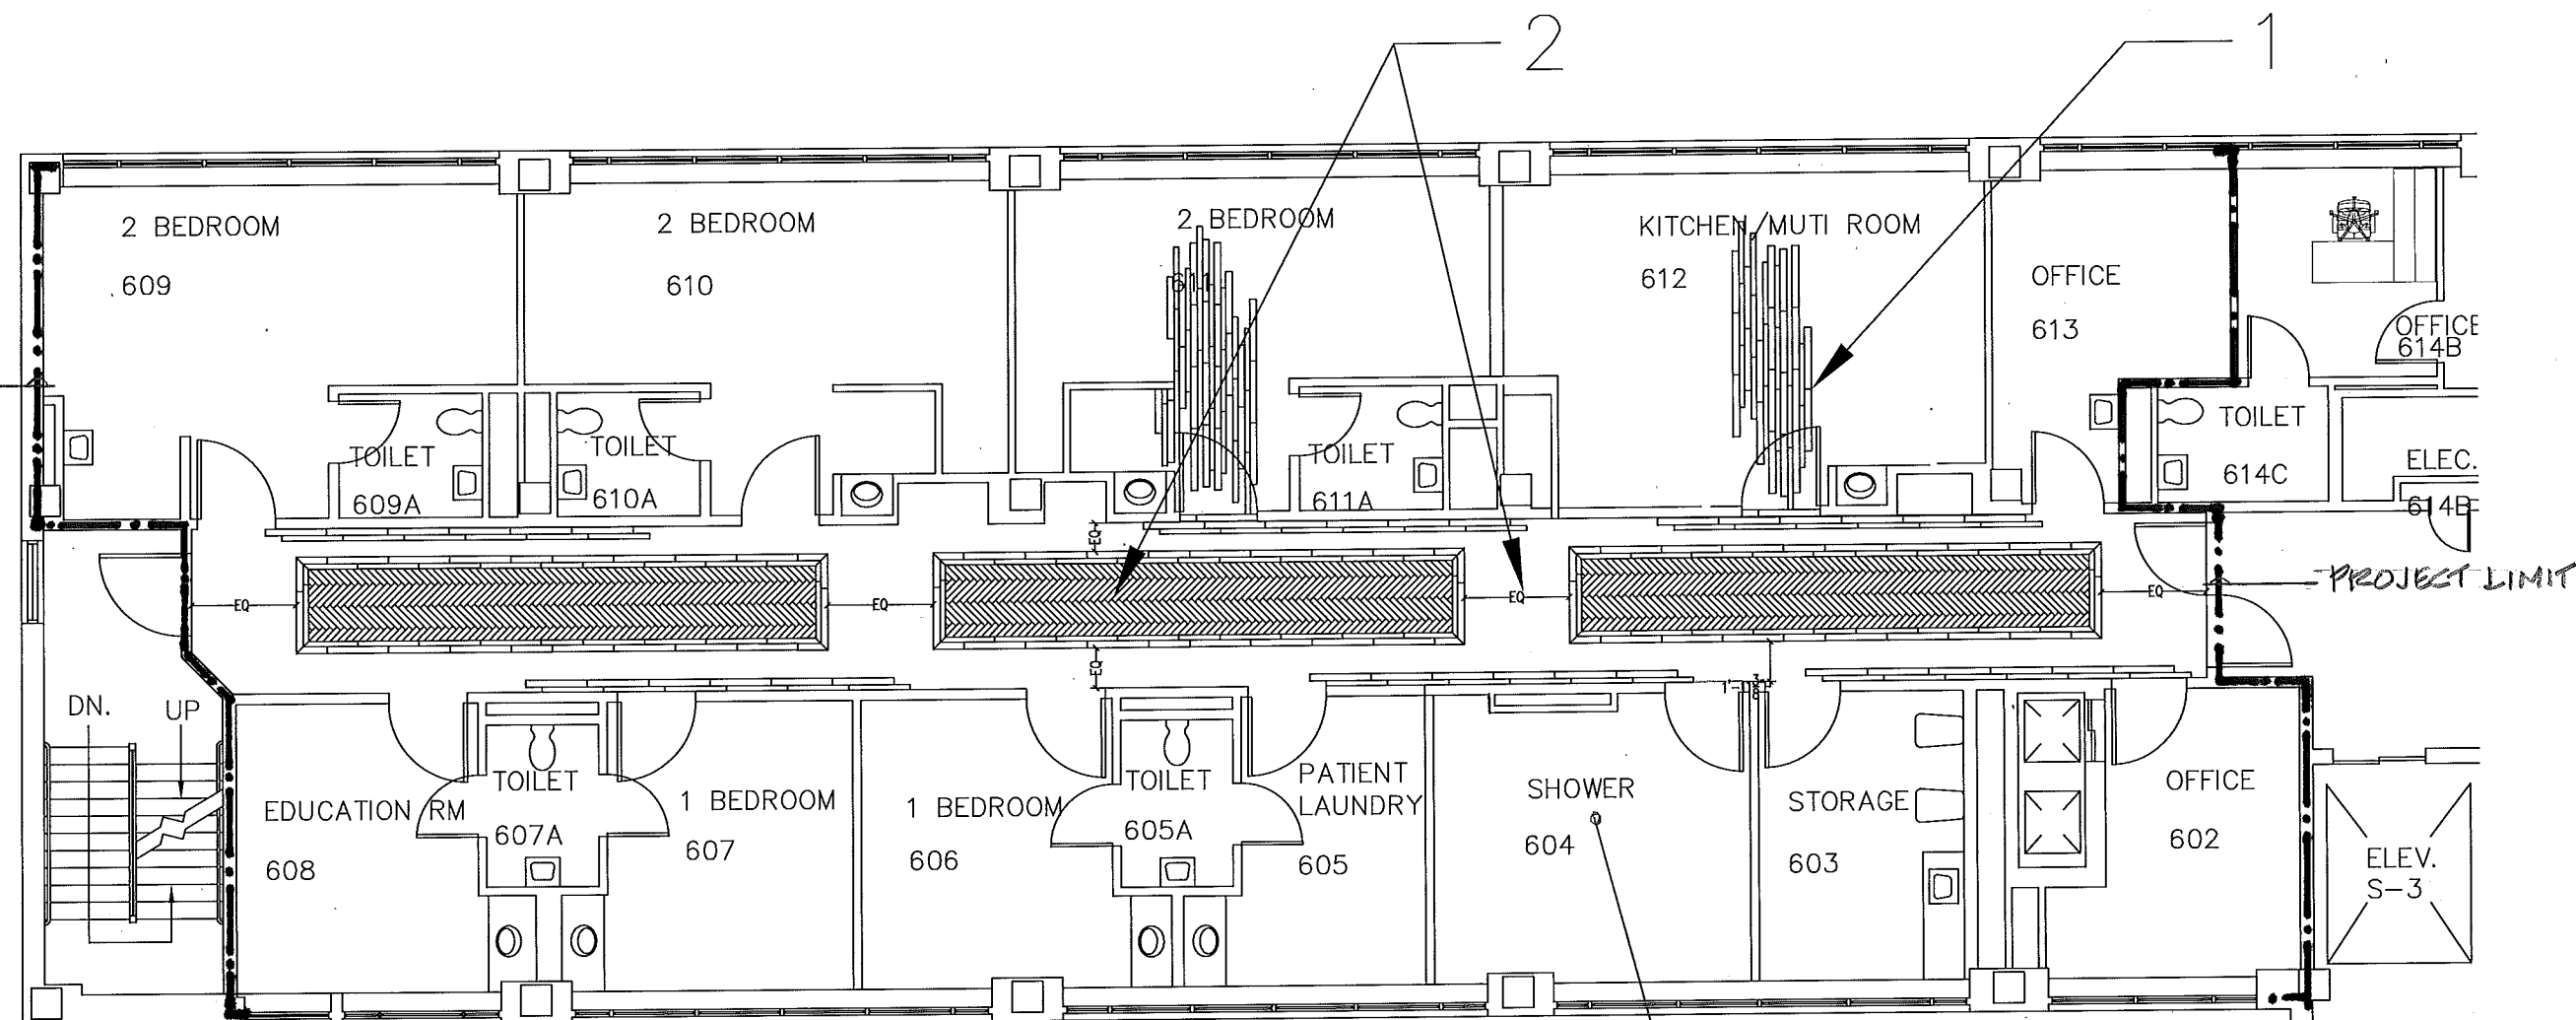 2
1
2 BEDROOM
609
2 BEDROOM
610
2 BEDROOM
611
KITCHEN/MUTI ROOM
612
OFFICE
613
OFFICE
614B
TOILET
609A
TOILET
610A
TOILET
611A
TOILET
614C
ELEC.
614B
EQ
EQ
EQ
EQ
EQ
EQ
PROJECT LIMIT
DN.
UP
EDUCATION RM
608
TOILET
607A
1 BEDROOM
607
1 BEDROOM
606
TOILET
605A
PATIENT
LAUNDRY
605
SHOWER
604
STORAGE
603
OFFICE
602
ELEV.
S-3